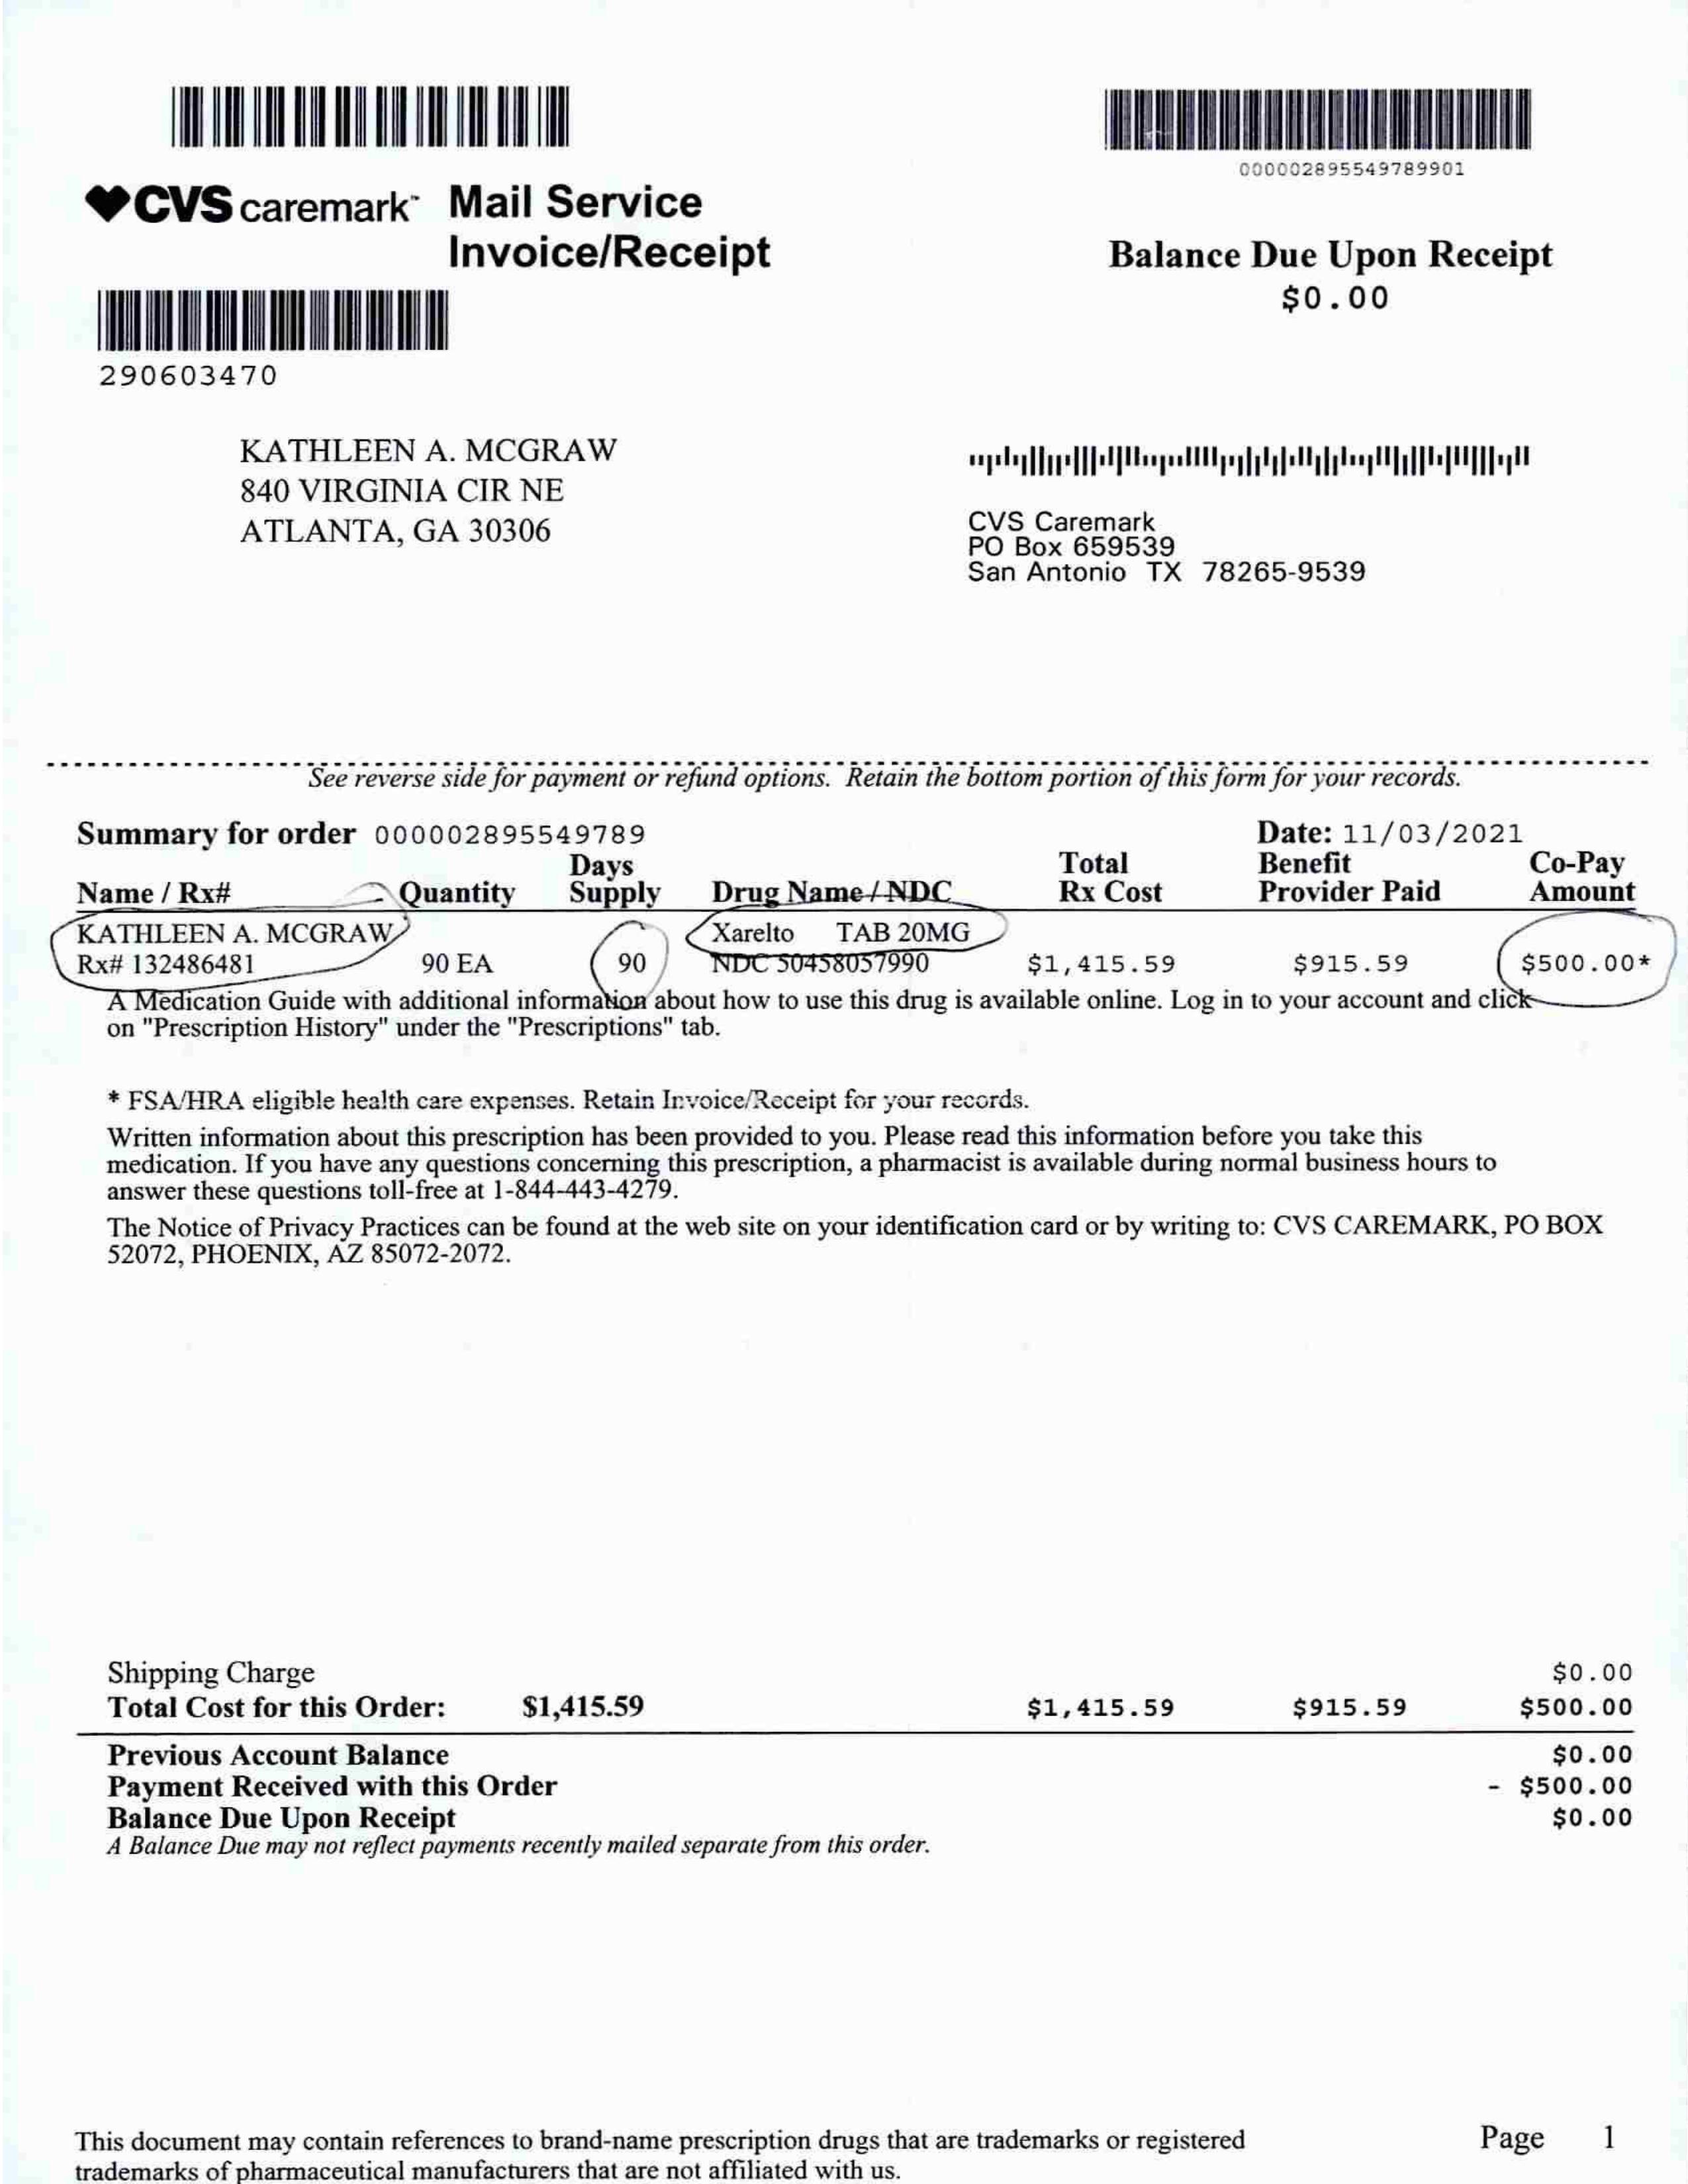 000002895549789901
CVS caremark™ Mail Service
Invoice/Receipt
Balance Due Upon Receipt
$0.00
290603470
KATHLEEN A. MCGRAW
840 VIRGINIA CIR NE
ATLANTA, GA 30306
CVS Caremark
PO Box 659539
San Antonio TX 78265-9539
See reverse side for payment or refund options. Retain the bottom portion of this form for your records.
Summary for order 000002895549789 Date: 11/03/2021
Days Total Benefit Co-Pay
Name / Rx# Quantity Supply Drug Name / NDC Rx Cost Provider Paid Amount
KATHLEEN A. MCGRAW Xarelto TAB 20MG
Rx# 132486481 90 EA 90 NDC 50458057990 $1,415.59 $915.59 $500.00*
A Medication Guide with additional information about how to use this drug is available online. Log in to your account and click
on "Prescription History" under the "Prescriptions" tab.
* FSA/HRA eligible health care expenses. Retain Invoice/Receipt for your records.
Written information about this prescription has been provided to you. Please read this information before you take this
medication. If you have any questions concerning this prescription, a pharmacist is available during normal business hours to
answer these questions toll-free at 1-844-443-4279.
The Notice of Privacy Practices can be found at the web site on your identification card or by writing to: CVS CAREMARK, PO BOX
52072, PHOENIX, AZ 85072-2072.
Shipping Charge $0.00
Total Cost for this Order: $1,415.59 $1,415.59 $915.59 $500.00
Previous Account Balance $0.00
Payment Received with this Order - $500.00
Balance Due Upon Receipt $0.00
A Balance Due may not reflect payments recently mailed separate from this order.
This document may contain references to brand-name prescription drugs that are trademarks or registered Page 1
trademarks of pharmaceutical manufacturers that are not affiliated with us.